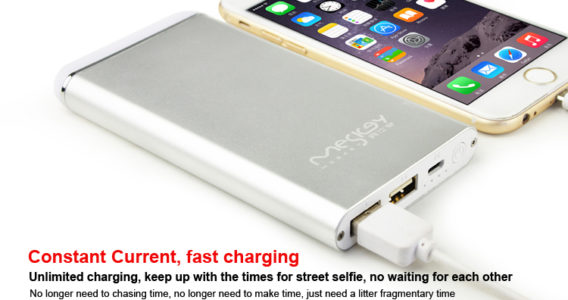 Constant Current, fast charging
Unlimited charging, keep up with the times for street selfie, no waiting for each other
No longer need to chasing time, no longer need to make time, just need a litter fragmentary time